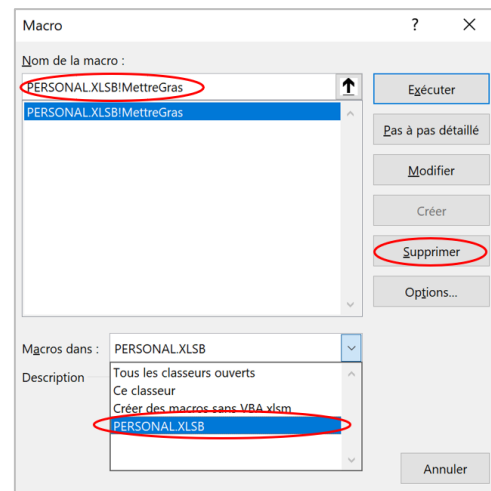 Macro ? ×
Nom de la macro :
PERSONAL.XLSB!MettreGras
PERSONAL.XLSB!MettreGras
Exécuter
Pas à pas détaillé
Modifier
Créer
Supprimer
Options...
Macros dans : PERSONAL.XLSB
Description
Tous les classeurs ouverts
Ce classeur
Créer des macros sans VBA.xlsm
PERSONAL.XLSB
Annuler